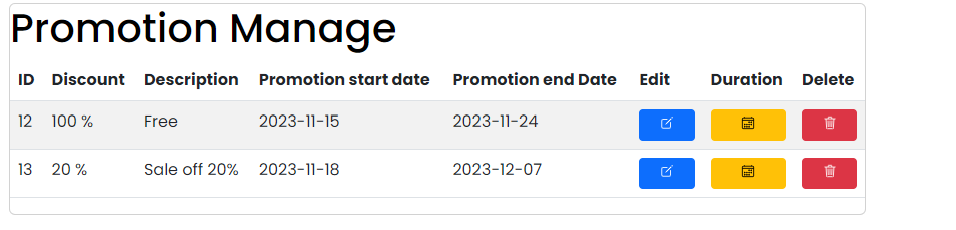 Promotion Manage
ID Discount Description Promotion start date Promotion end Date Edit Duration Delete
12 100 % Free 2023-11-15 2023-11-24
13 20 % Sale off 20% 2023-11-18 2023-12-07